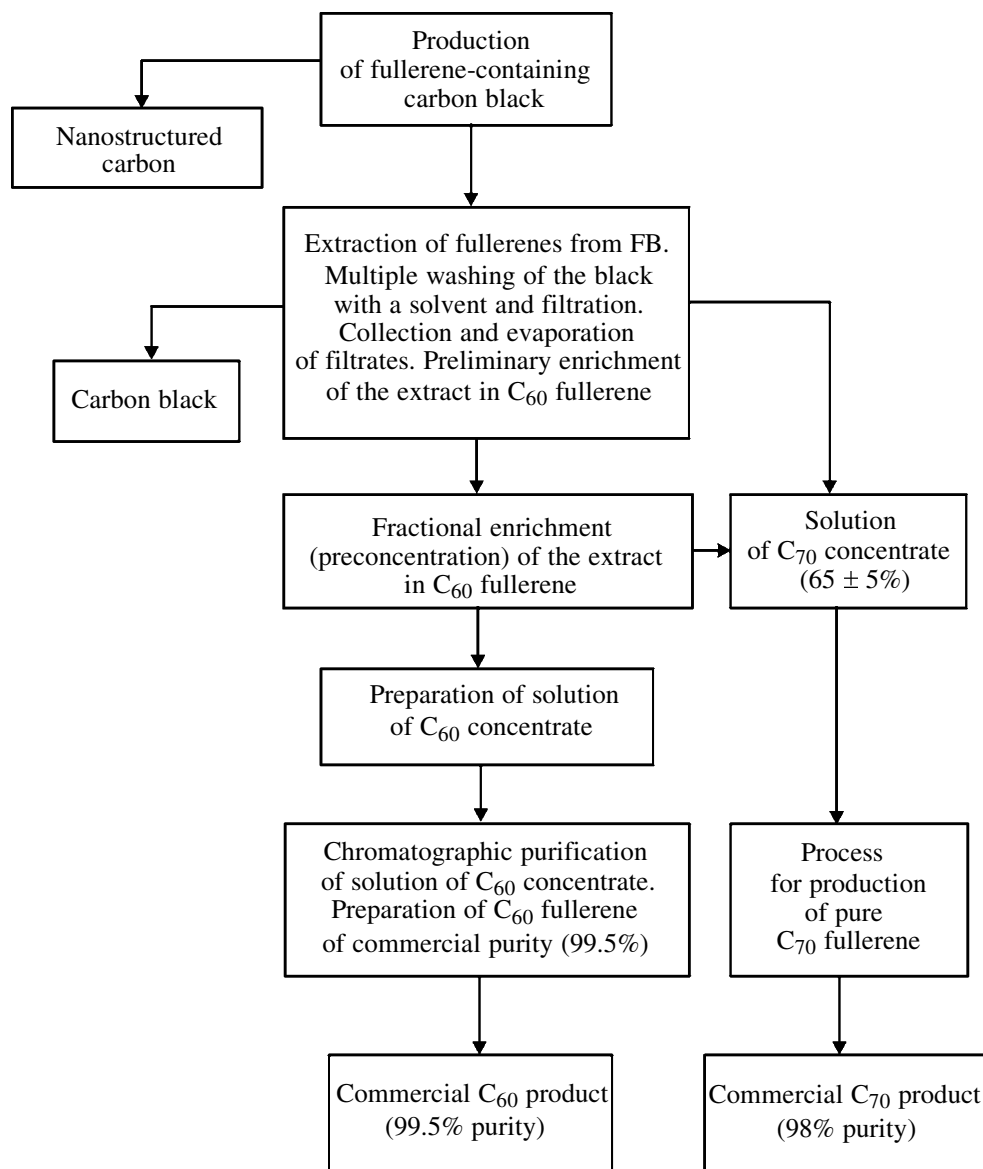 Production
of fullerene-containing
carbon black
Nanostructured
carbon
Extraction of fullerenes from FB.
Multiple washing of the black
with a solvent and filtration.
Collection and evaporation
of filtrates. Preliminary enrichment
of the extract in C₆₀ fullerene
Carbon black
Fractional enrichment
(preconcentration) of the extract
in C₆₀ fullerene
Solution
of C₇₀ concentrate
(65 ± 5%)
Preparation of solution
of C₆₀ concentrate
Chromatographic purification
of solution of C₆₀ concentrate.
Preparation of C₆₀ fullerene
of commercial purity (99.5%)
Process
for production
of pure
C₇₀ fullerene
Commercial C₆₀ product
(99.5% purity)
Commercial C₇₀ product
(98% purity)